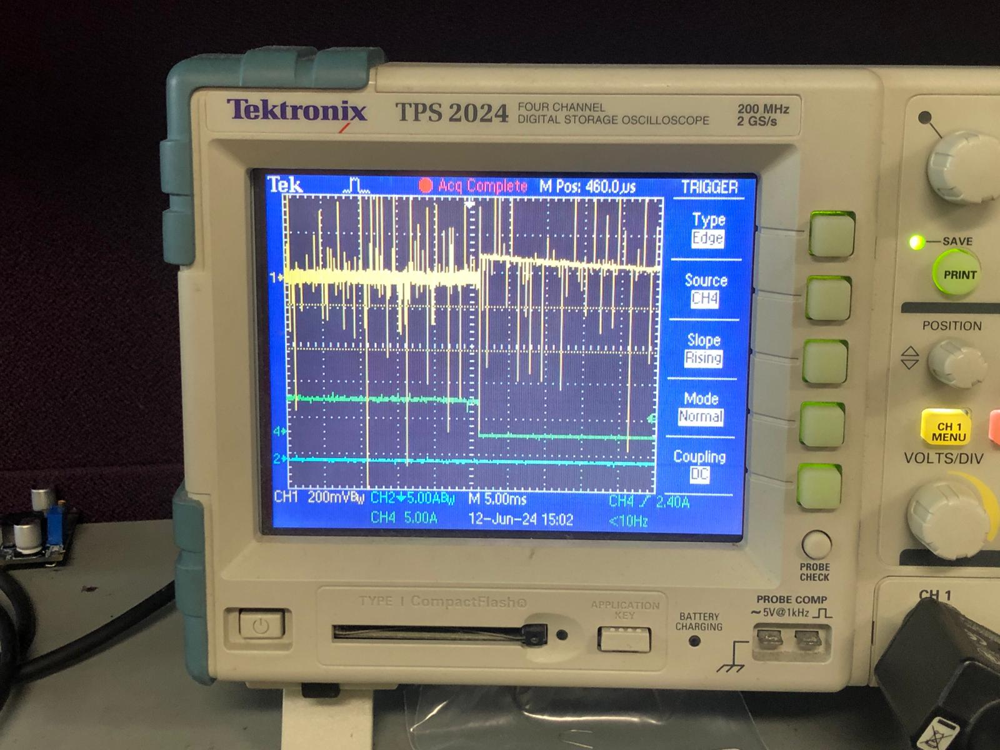 Tektronix TPS 2024 FOUR CHANNEL
DIGITAL STORAGE OSCILLOSCOPE
200 MHz
2 GS/s
Tek Acq Complete M Pos: 460.0µs TRIGGER
Type
Edge
Source
CH4
Slope
Rising
Mode
Normal
Coupling
DC
1
4
2
CH1 200mVBW CH2 5.00ABW M 5.00ms CH4 2.40A
CH4 5.00A 12-Jun-24 15:02 <10Hz
SAVE
PRINT
POSITION
CH 1
MENU
VOLTS/DIV
PROBE
CHECK
TYPE I CompactFlash®
APPLICATION
KEY
BATTERY
CHARGING
PROBE COMP
~5V@1kHz
CH 1